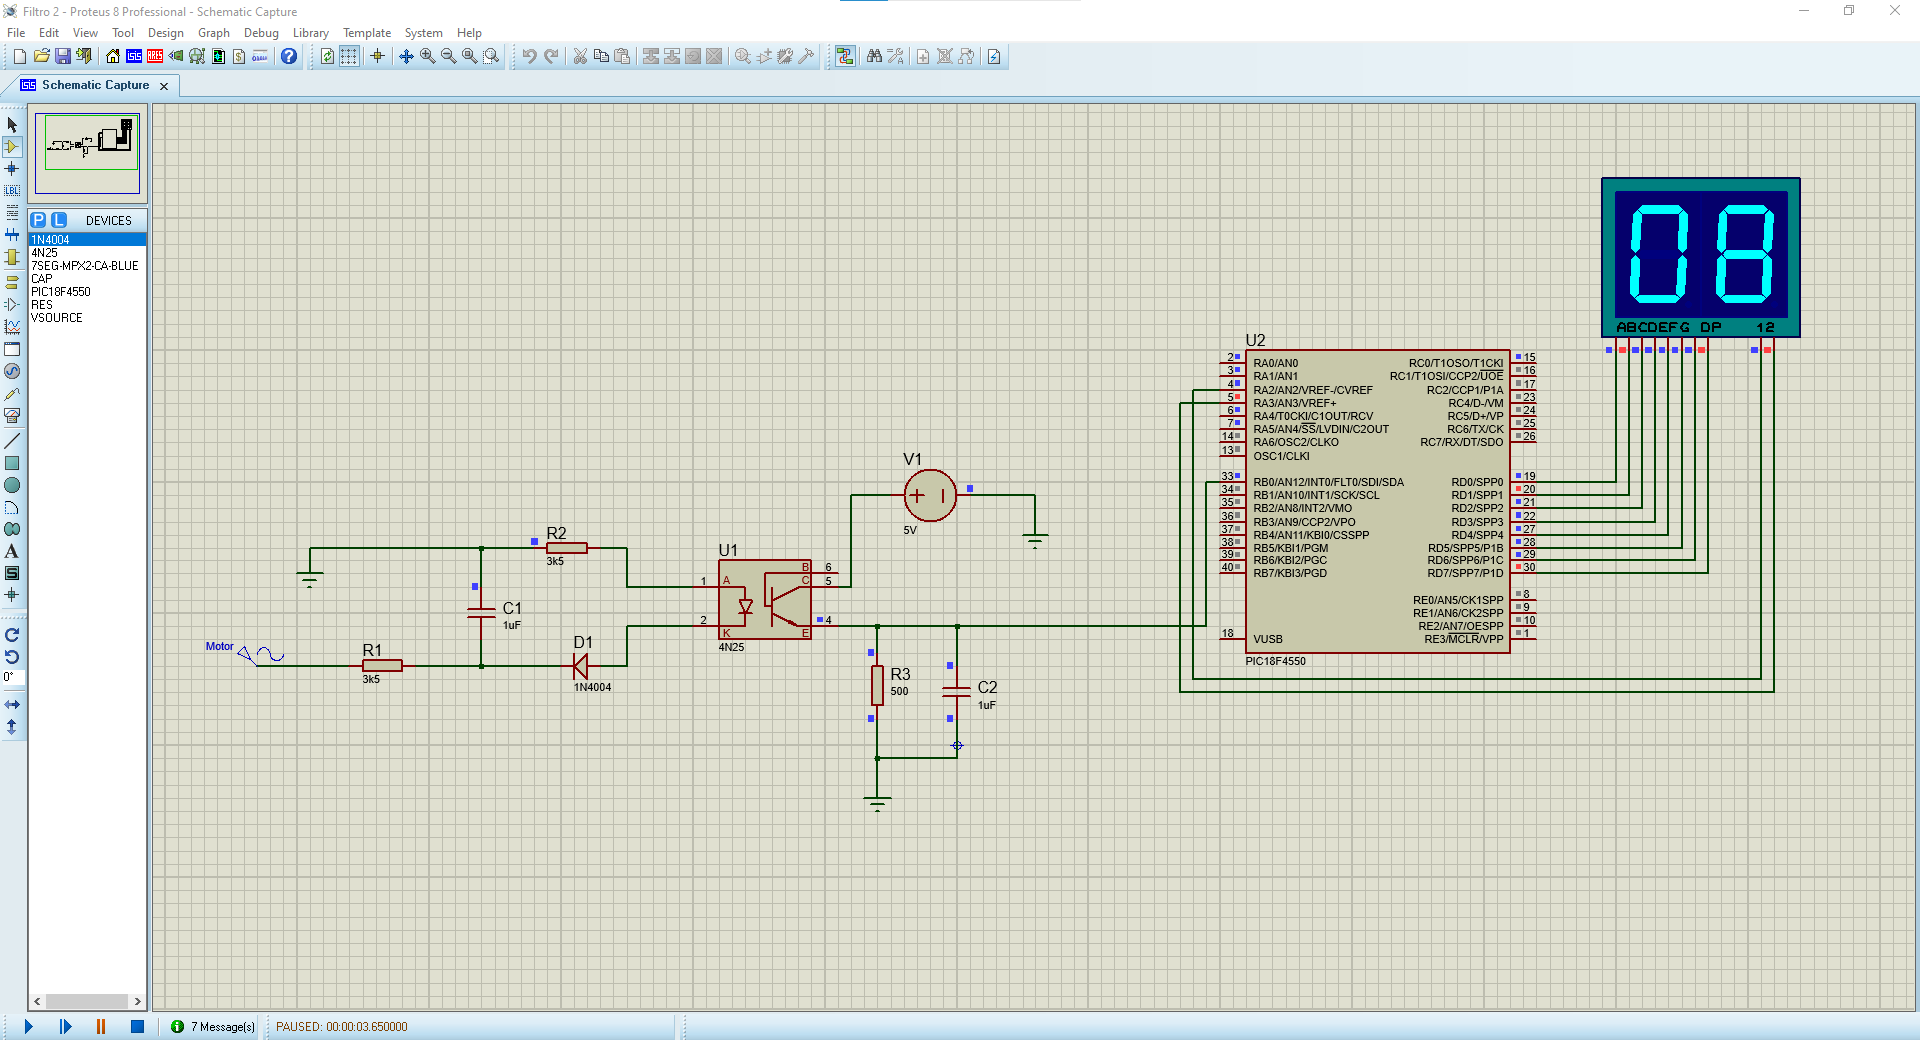 Filtro 2 - Proteus 8 Professional - Schematic Capture
File Edit View Tool Design Graph Debug Library Template System Help
Schematic Capture
P L DEVICES
1N4004
4N25
7SEG-MPX2-CA-BLUE
CAP
PIC18F4550
RES
VSOURCE
LBL
A
S
0°
Motor
R1
3k5
C1
1uF
R2
3k5
D1
1N4004
U1
1 A
2 K
B 6
C 5
E 4
4N25
V1
5V
R3
500
C2
1uF
U2
2 RA0/AN0
3 RA1/AN1
4 RA2/AN2/VREF-/CVREF
5 RA3/AN3/VREF+
6 RA4/T0CKI/C1OUT/RCV
7 RA5/AN4/SS/LVDIN/C2OUT
14 RA6/OSC2/CLKO
13 OSC1/CLKI
33 RB0/AN12/INT0/FLT0/SDI/SDA
34 RB1/AN10/INT1/SCK/SCL
35 RB2/AN8/INT2/VMO
36 RB3/AN9/CCP2/VPO
37 RB4/AN11/KBI0/CSSPP
38 RB5/KBI1/PGM
39 RB6/KBI2/PGC
40 RB7/KBI3/PGD
18 VUSB
RC0/T1OSO/T1CKI 15
RC1/T1OSI/CCP2/UOE 16
RC2/CCP1/P1A 17
RC4/D-/VM 23
RC5/D+/VP 24
RC6/TX/CK 25
RC7/RX/DT/SDO 26
RD0/SPP0 19
RD1/SPP1 20
RD2/SPP2 21
RD3/SPP3 22
RD4/SPP4 27
RD5/SPP5/P1B 28
RD6/SPP6/P1C 29
RD7/SPP7/P1D 30
RE0/AN5/CK1SPP 8
RE1/AN6/CK2SPP 9
RE2/AN7/OESPP 10
RE3/MCLR/VPP 1
PIC18F4550
08
ABCDEFG DP 12
7 Message(s)
PAUSED: 00:00:03.650000